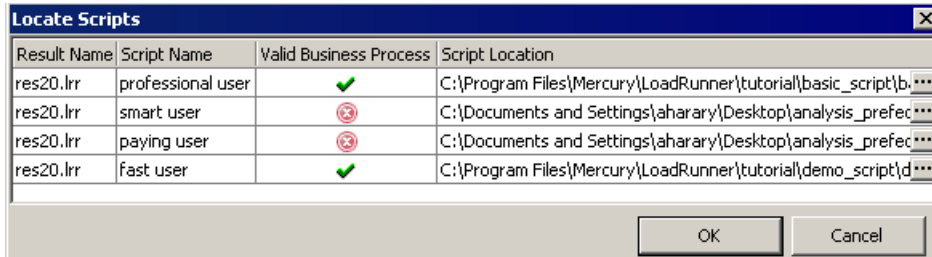 Locate Scripts
Result Name Script Name Valid Business Process Script Location
res20.lrr professional user C:\Program Files\Mercury\LoadRunner\tutorial\basic_script\b. ...
res20.lrr smart user C:\Documents and Settings\aharary\Desktop\analysis_prefec ...
res20.lrr paying user C:\Documents and Settings\aharary\Desktop\analysis_prefec ...
res20.lrr fast user C:\Program Files\Mercury\LoadRunner\tutorial\demo_script\d ...
OK Cancel